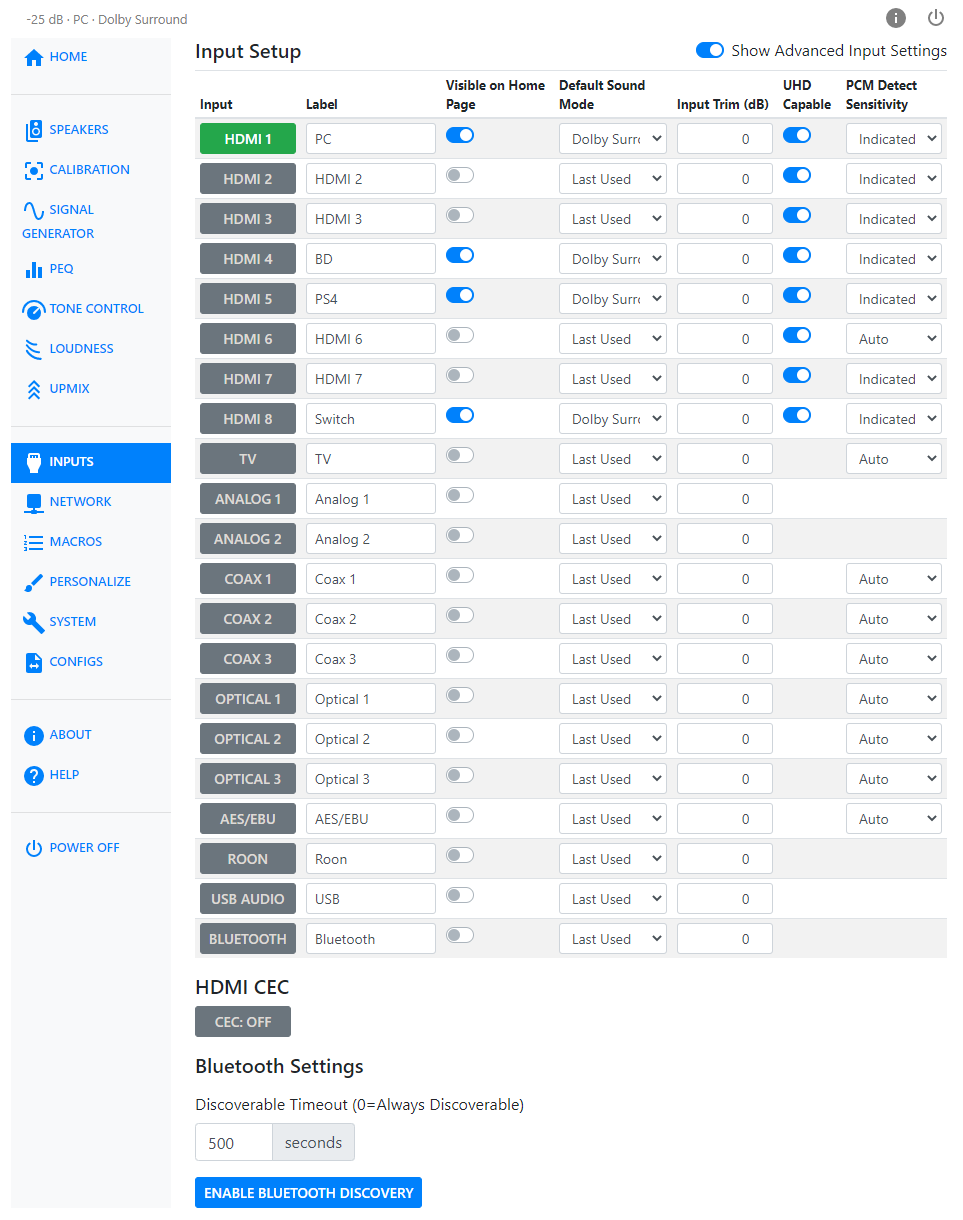 -25 dB · PC · Dolby Surround
HOME
SPEAKERS
CALIBRATION
SIGNAL
GENERATOR
PEQ
TONE CONTROL
LOUDNESS
UPMIX
INPUTS
NETWORK
MACROS
PERSONALIZE
SYSTEM
CONFIGS
ABOUT
HELP
POWER OFF
Input Setup
Show Advanced Input Settings
Visible on Home Default Sound UHD PCM Detect
Input Label Page Mode Input Trim (dB) Capable Sensitivity
HDMI 1 PC Dolby Surr 0 Indicated
HDMI 2 HDMI 2 Last Used 0 Indicated
HDMI 3 HDMI 3 Last Used 0 Indicated
HDMI 4 BD Dolby Surr 0 Indicated
HDMI 5 PS4 Dolby Surr 0 Indicated
HDMI 6 HDMI 6 Last Used 0 Auto
HDMI 7 HDMI 7 Last Used 0 Indicated
HDMI 8 Switch Dolby Surr 0 Indicated
TV TV Last Used 0 Auto
ANALOG 1 Analog 1 Last Used 0
ANALOG 2 Analog 2 Last Used 0
COAX 1 Coax 1 Last Used 0 Auto
COAX 2 Coax 2 Last Used 0 Auto
COAX 3 Coax 3 Last Used 0 Auto
OPTICAL 1 Optical 1 Last Used 0 Auto
OPTICAL 2 Optical 2 Last Used 0 Auto
OPTICAL 3 Optical 3 Last Used 0 Auto
AES/EBU AES/EBU Last Used 0 Auto
ROON Roon Last Used 0
USB AUDIO USB Last Used 0
BLUETOOTH Bluetooth Last Used 0
HDMI CEC
CEC: OFF
Bluetooth Settings
Discoverable Timeout (0=Always Discoverable)
500 seconds
ENABLE BLUETOOTH DISCOVERY